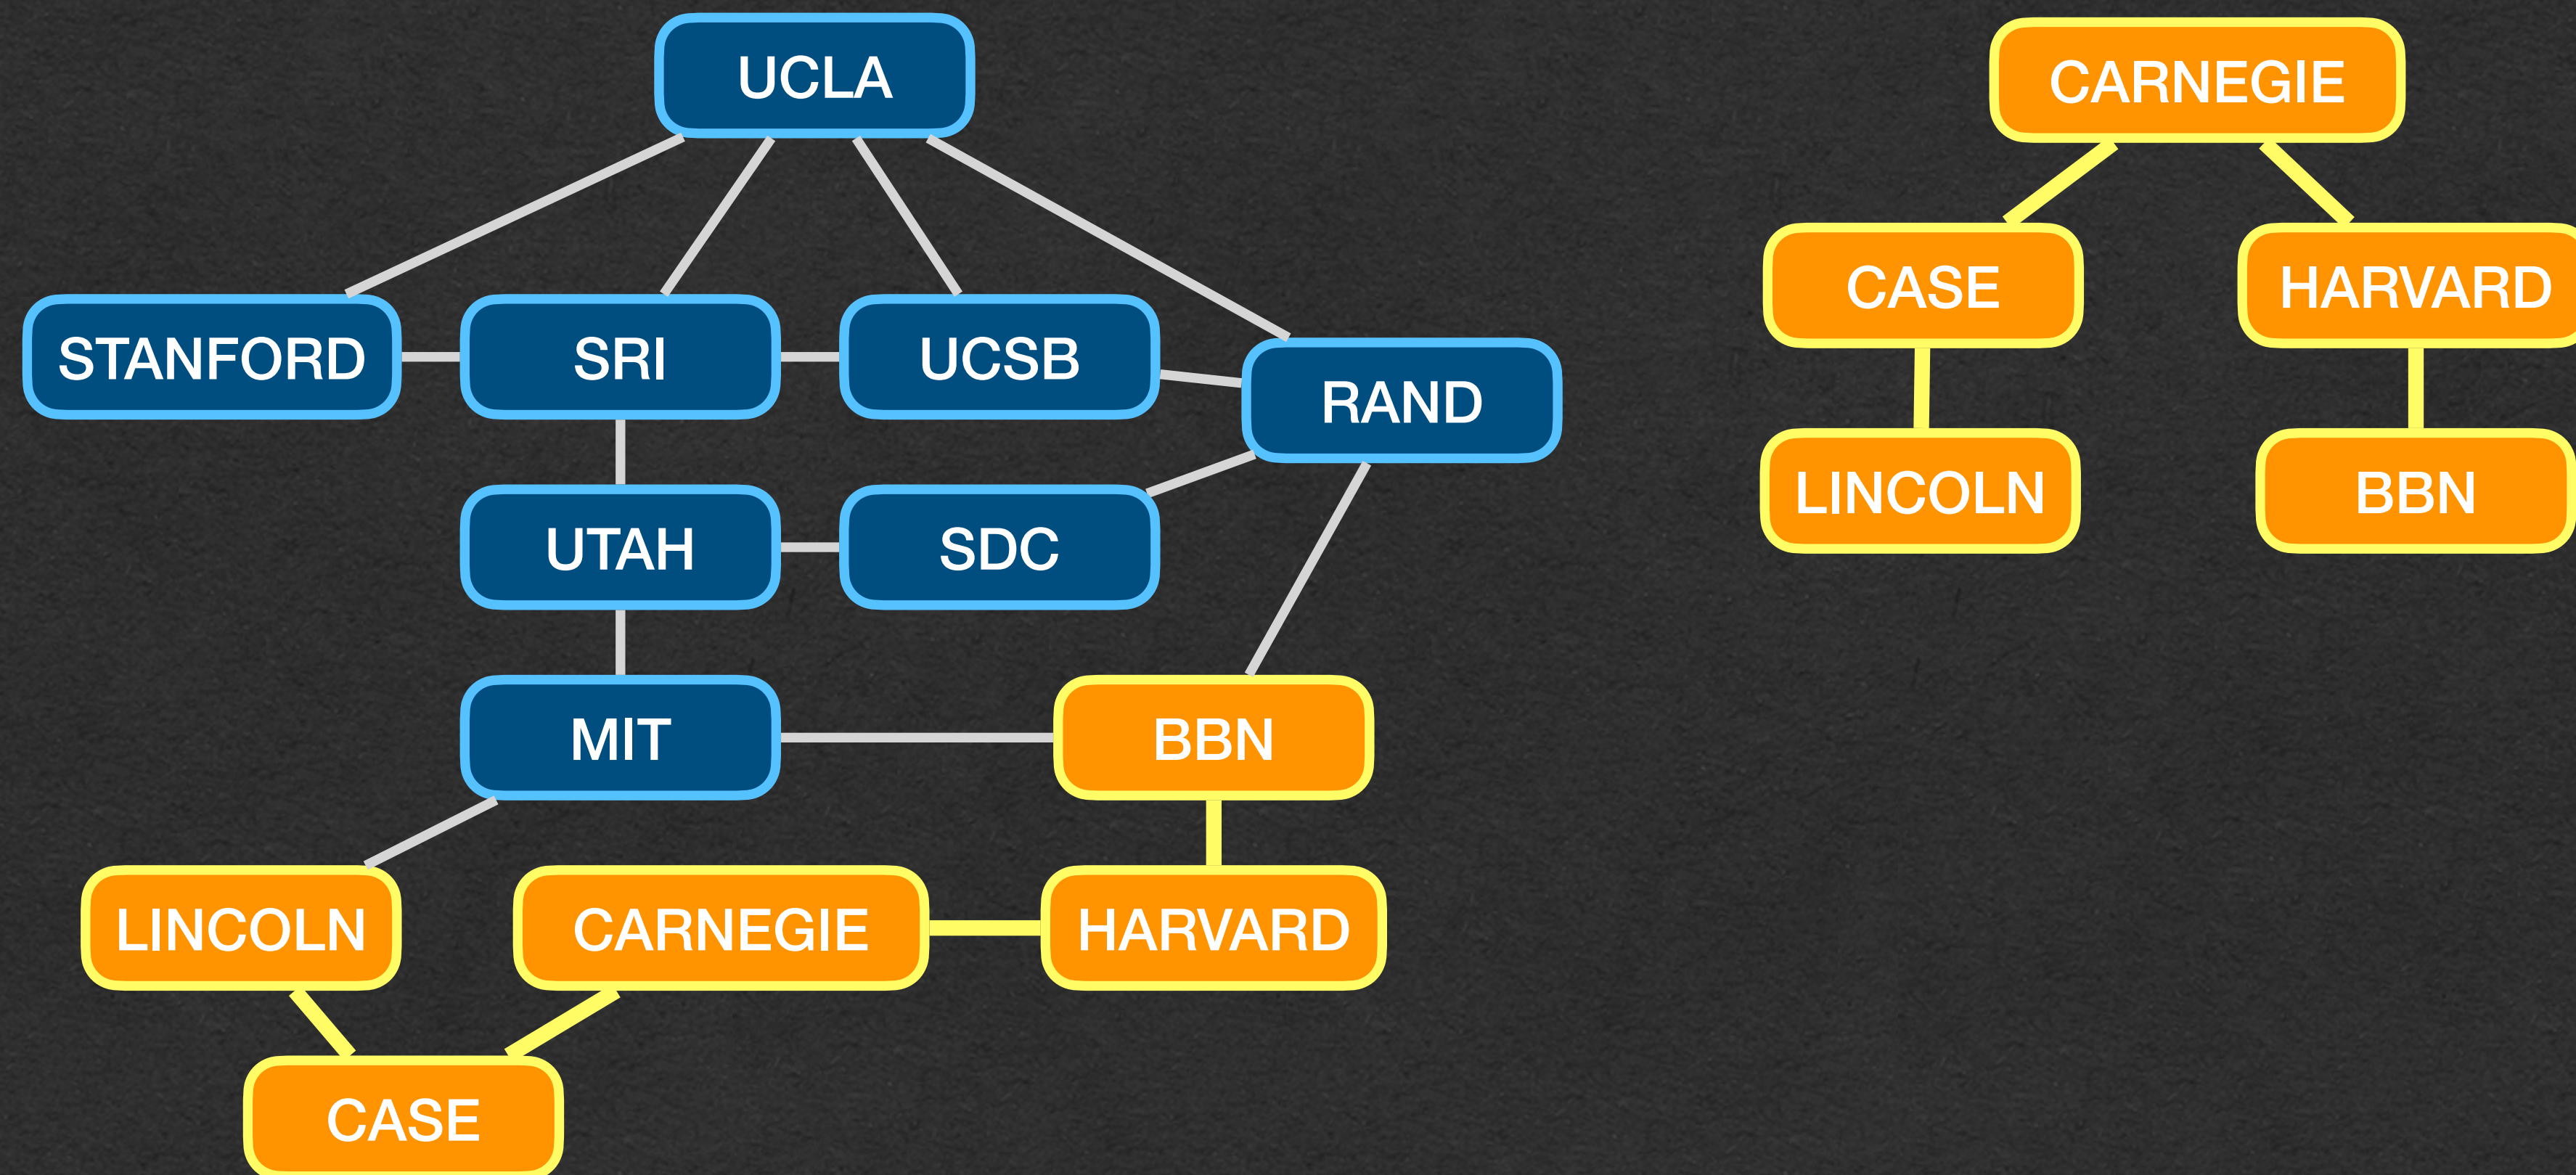 UCLA
STANFORD
SRI
UCSB
RAND
UTAH
SDC
MIT
BBN
LINCOLN
CARNEGIE
HARVARD
CASE
CARNEGIE
CASE
HARVARD
LINCOLN
BBN